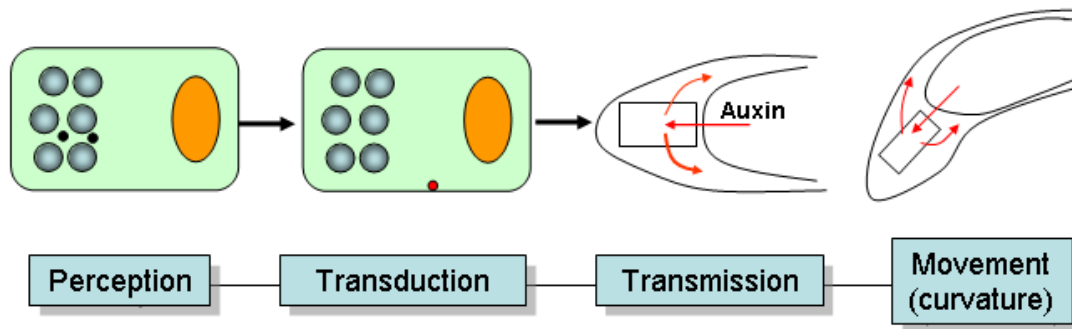 Auxin
Perception
Transduction
Transmission
Movement
(curvature)